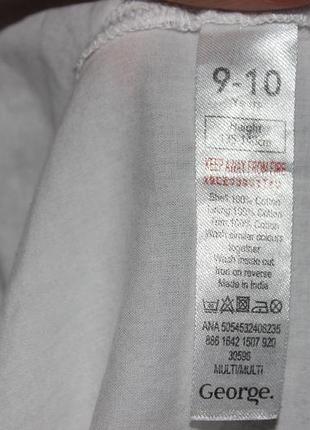 9-10
Years
Height
KEEP AWAY FROM FIRE
Shell 100% Cotton
Lining 100% Cotton
Trim 100% Cotton
Wash similar colours
together
Wash inside out
Iron on reverse
Made in India
ANA 5054532406235
886 1642 1507 920
30596
MULTI/MULTI
George.